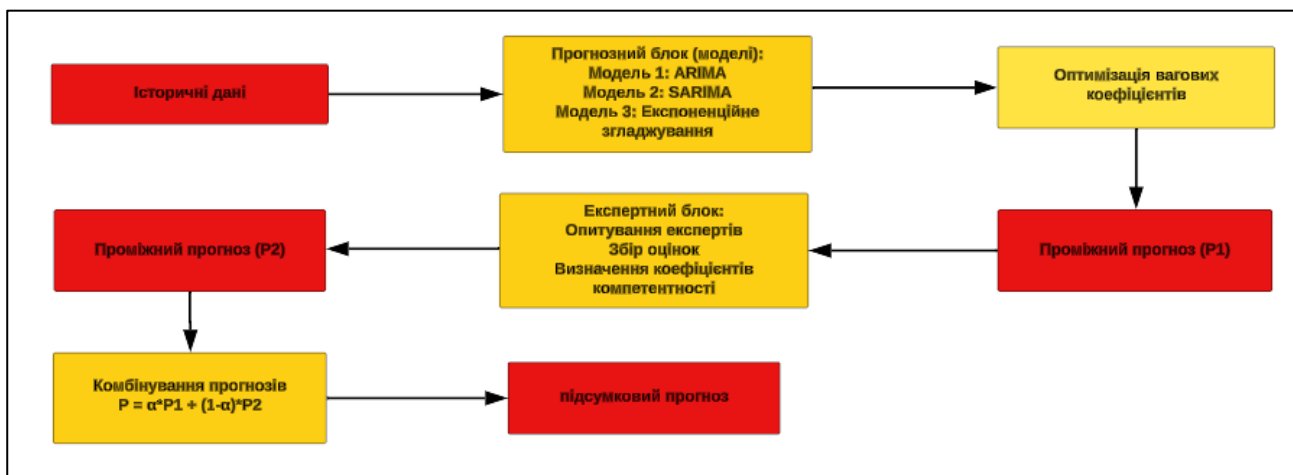 Історичні дані
Прогнозний блок (моделі):
Модель 1: ARIMA
Модель 2: SARIMA
Модель 3: Експоненційне
згладжування
Оптимізація вагових
коефіцієнтів
Проміжний прогноз (P2)
Експертний блок:
Опитування експертів
Збір оцінок
Визначення коефіцієнтів
компетентності
Проміжний прогноз (P1)
Комбінування прогнозів
P = α*P1 + (1-α)*P2
підсумковий прогноз